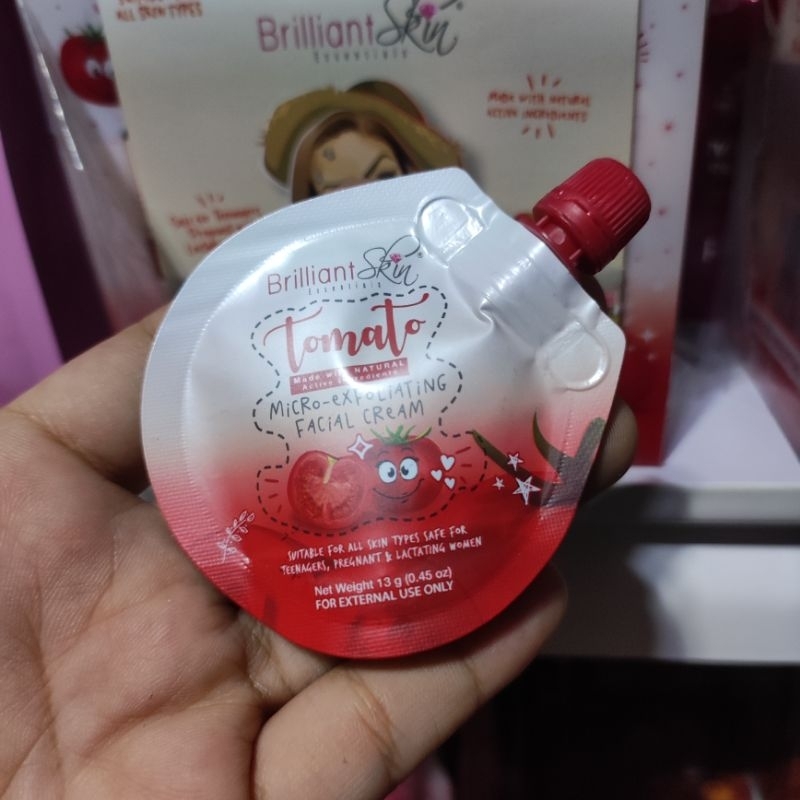 ALL SKIN TYPES
Brilliant Skin®
Essentials
MADE WITH NATURAL
ACTIVE INGREDIENTS
Brilliant Skin®
Essentials
tomato
Made with NATURAL
Active Ingredients
MiCRO-eXFOLiATiNG
FACiAL CREAM
SUITABLE FOR ALL SKIN TYPES SAFE FOR
TEENAGERS, PREGNANT & LACTATING WOMEN
Net Weight 13 g (0.45 oz)
FOR EXTERNAL USE ONLY